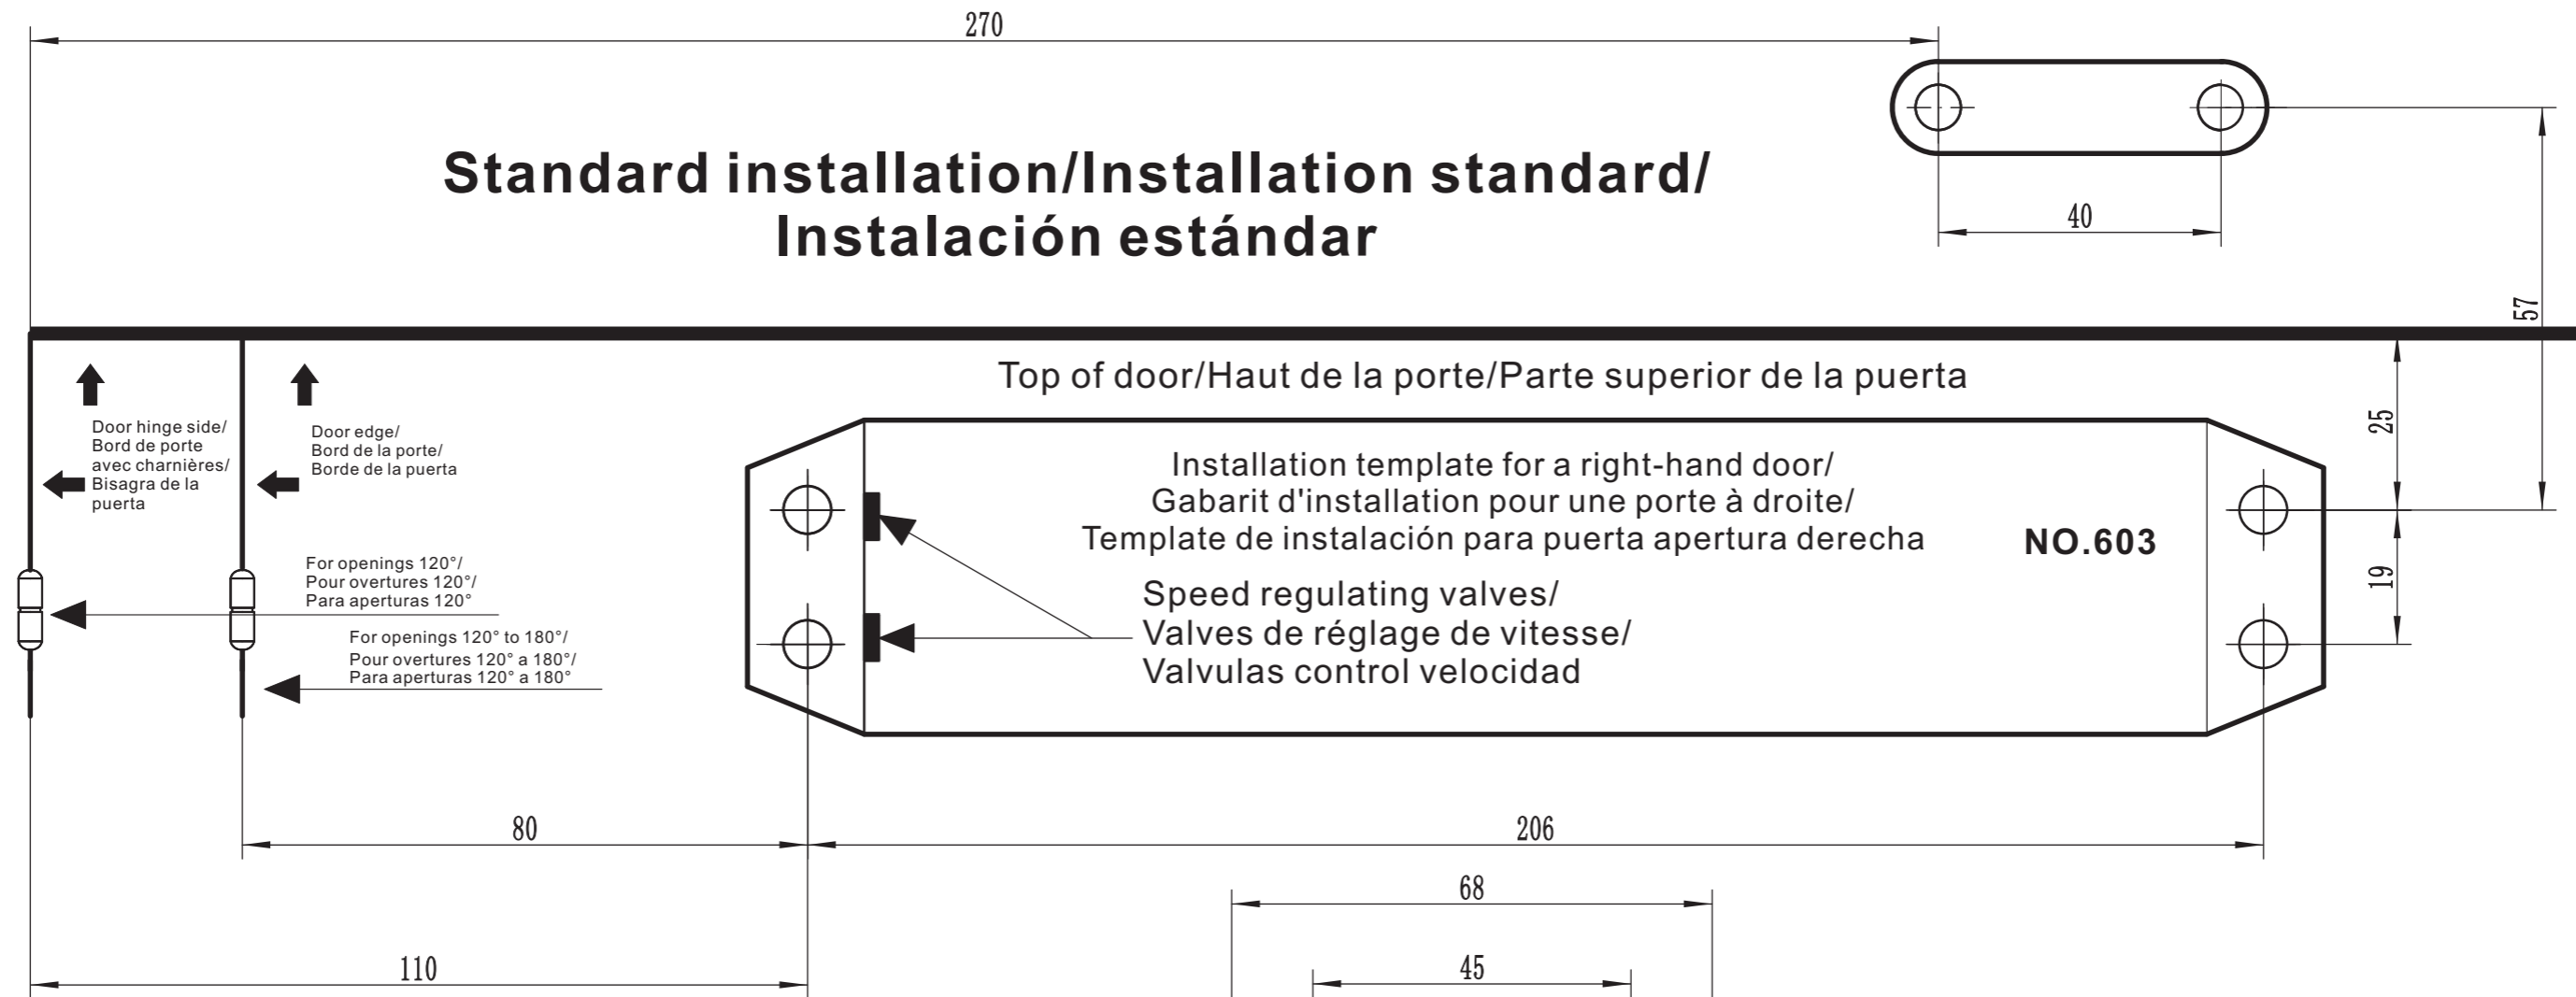 270
Standard installation/Installation standard/
Instalación estándar
40
57
Top of door/Haut de la porte/Parte superior de la puerta
Door hinge side/
Bord de porte
avec charnières/
Bisagra de la
puerta
Door edge/
Bord de la porte/
Borde de la puerta
25
Installation template for a right-hand door/
Gabarit d'installation pour une porte à droite/
Template de instalación para puerta apertura derecha
NO.603
For openings 120°/
Pour overtures 120°/
Para aperturas 120°
19
Speed regulating valves/
Valves de réglage de vitesse/
Valvulas control velocidad
For openings 120° to 180°/
Pour overtures 120° a 180°/
Para aperturas 120° a 180°
80
206
68
110
45